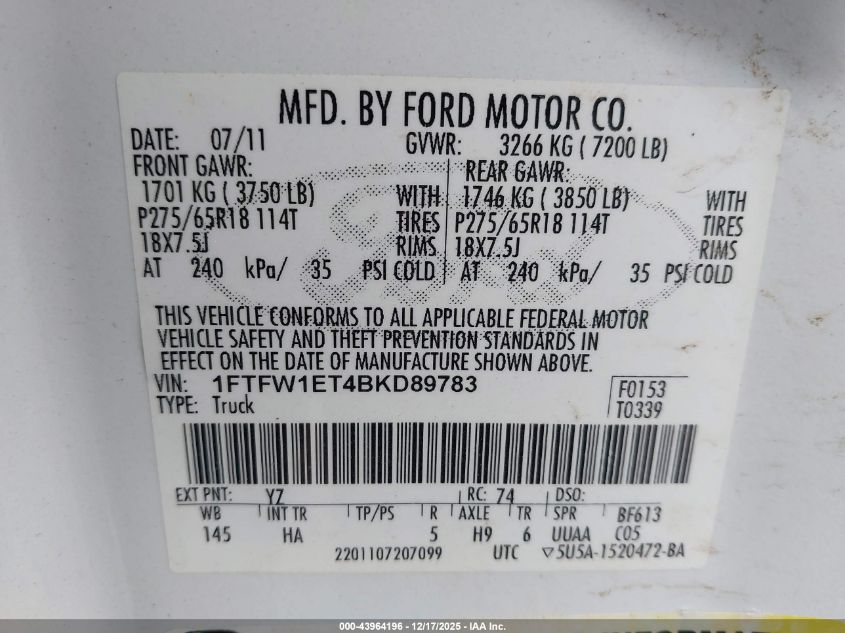 MFD. BY FORD MOTOR CO.
DATE: 07/11 GVWR: 3266 KG ( 7200 LB)
FRONT GAWR: REAR GAWR:
1701 KG ( 3750 LB) WITH 1746 KG ( 3850 LB) WITH
P275/65R18 114T TIRES P275/65R18 114T TIRES
18X7.5J RIMS 18X7.5J RIMS
AT 240 kPa/ 35 PSI COLD AT 240 kPa/ 35 PSI COLD
THIS VEHICLE CONFORMS TO ALL APPLICABLE FEDERAL MOTOR
VEHICLE SAFETY AND THEFT PREVENTION STANDARDS IN
EFFECT ON THE DATE OF MANUFACTURE SHOWN ABOVE.
VIN: 1FTFW1ET4BKD89783 F0153
TYPE: Truck T0339
EXT PNT: YZ RC: 74 DSO:
WB INT TR TP/PS R AXLE TR SPR BF613
145 HA 5 H9 6 UUAA C05
2201107207099 UTC ▽5U5A-1520472-BA
000-43964196 - 12/17/2025 - IAA Inc.